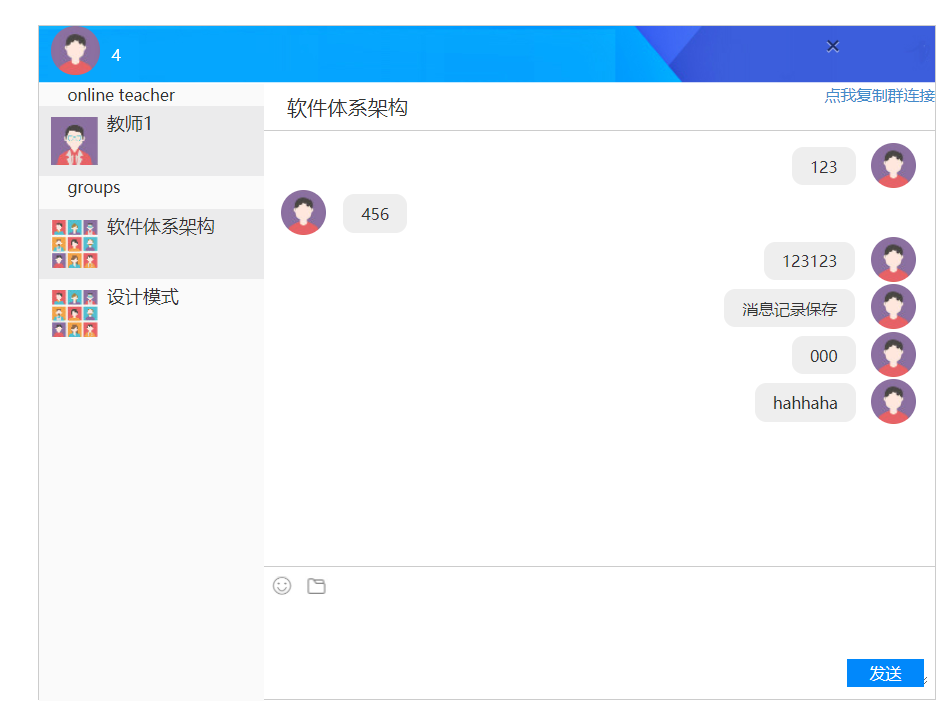 4
online teacher
教师1
groups
软件体系架构
设计模式
软件体系架构
点我复制群连接
123
456
123123
消息记录保存
000
hahhaha
发送